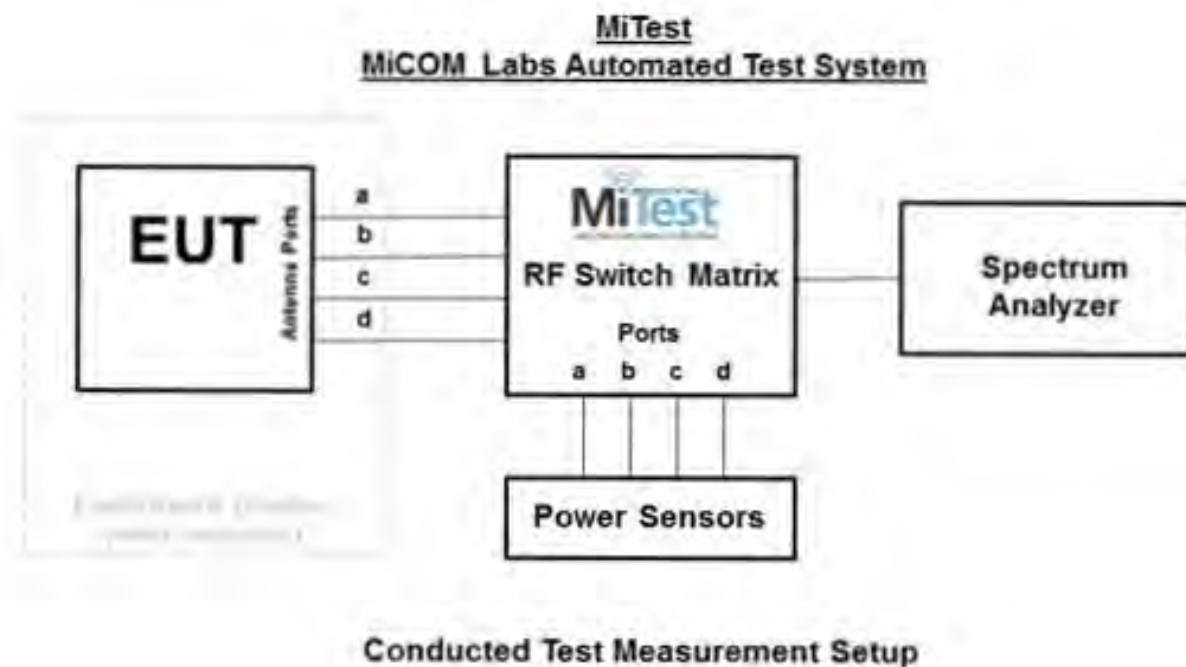 MiTest
MiCOM Labs Automated Test System
EUT
Antenna Ports
a
b
c
d
MiTest
RF Switch Matrix
Ports
a b c d
Spectrum
Analyzer
Power Sensors
Conducted Test Measurement Setup